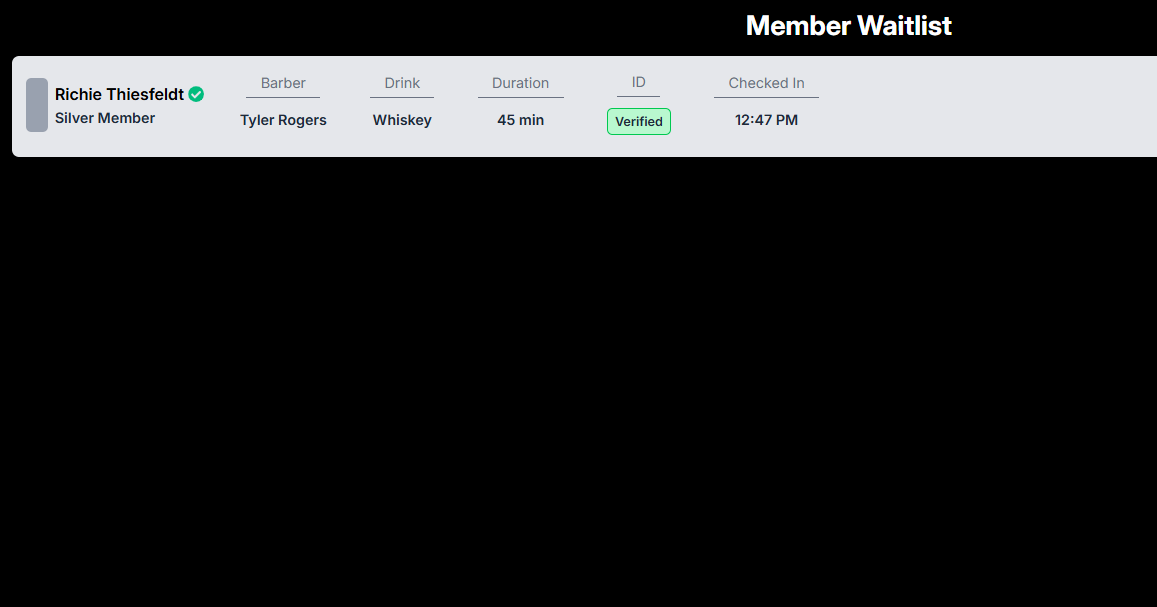 Member Waitlist
Richie Thiesfeldt
Silver Member
Barber
Tyler Rogers
Drink
Whiskey
Duration
45 min
ID
Verified
Checked In
12:47 PM